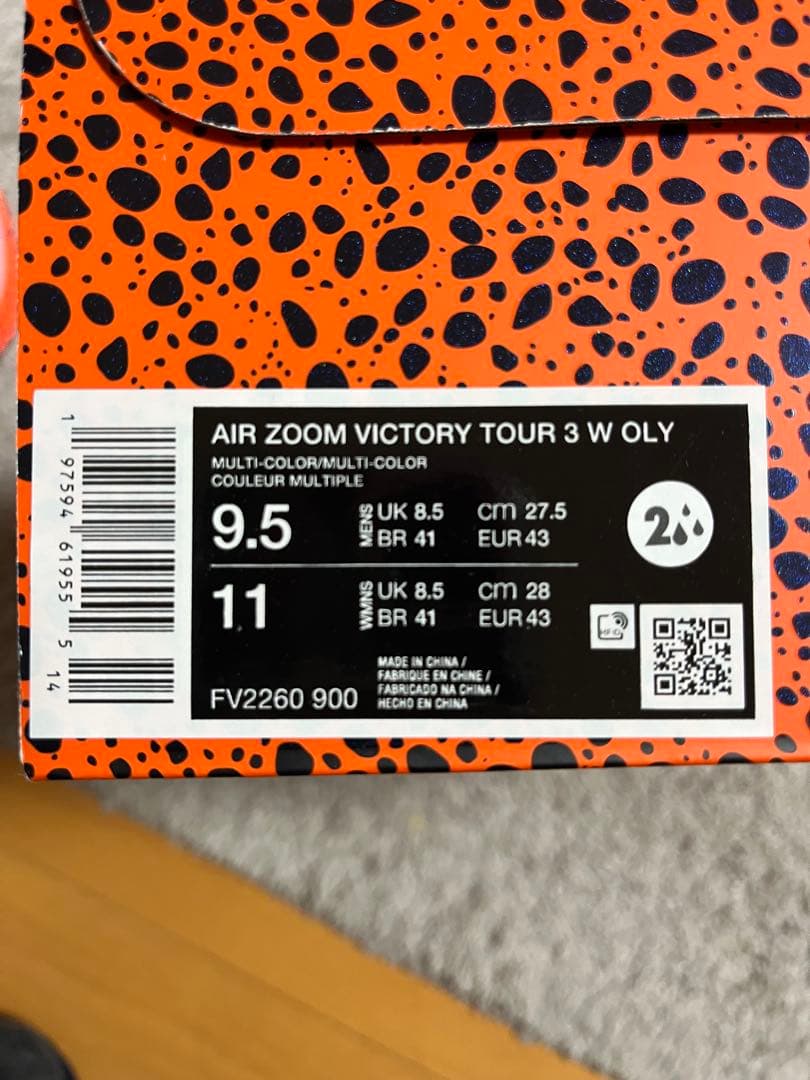 AIR ZOOM VICTORY TOUR 3 W OLY
MULTI-COLOR/MULTI-COLOR
COULEUR MULTIPLE
9.5 MENS UK 8.5 cm 27.5
BR 41 EUR 43
2
11 WMNS UK 8.5 cm 28
BR 41 EUR 43
HFID
MADE IN CHINA /
FABRIQUE EN CHINE /
FABRICADO NA CHINA /
HECHO EN CHINA
FV2260 900
1 97594 61955 5 14